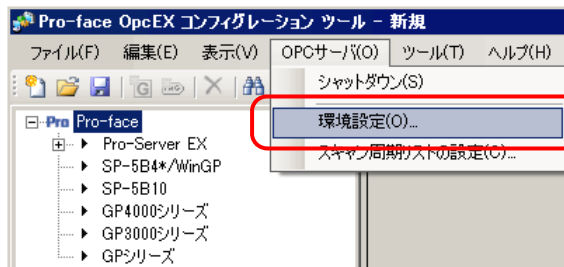 Pro-face OpcEX コンフィグレーション ツール - 新規
ファイル(F) 編集(E) 表示(V) OPCサーバ(O) ツール(T) ヘルプ(H)
シャットダウン(S)
環境設定(O)...
スキャン周期リストの設定(C)...
Pro Pro-face
Pro-Server EX
SP-5B4*/WinGP
SP-5B10
GP4000シリーズ
GP3000シリーズ
GPシリーズ